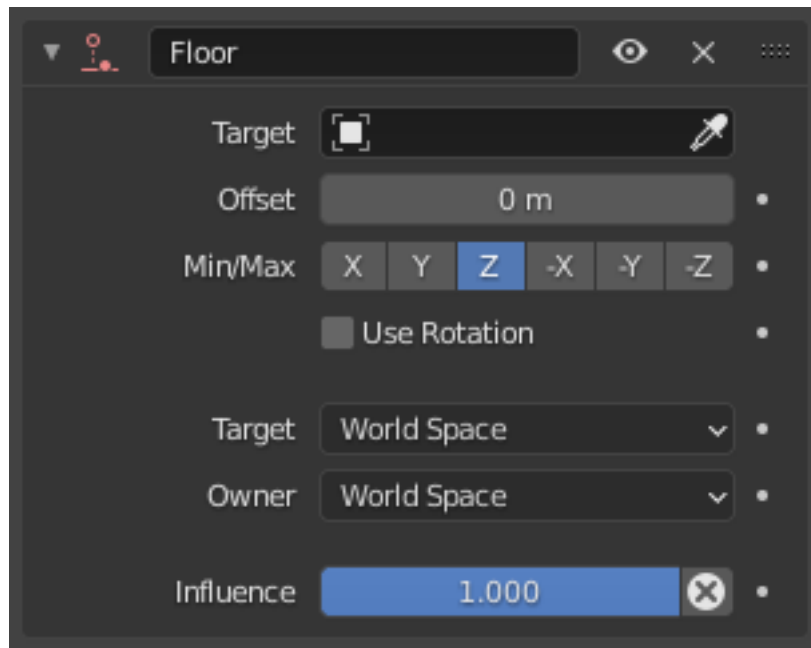 Floor
Target
Offset 0 m
Min/Max X Y Z -X -Y -Z
Use Rotation
Target World Space
Owner World Space
Influence 1.000